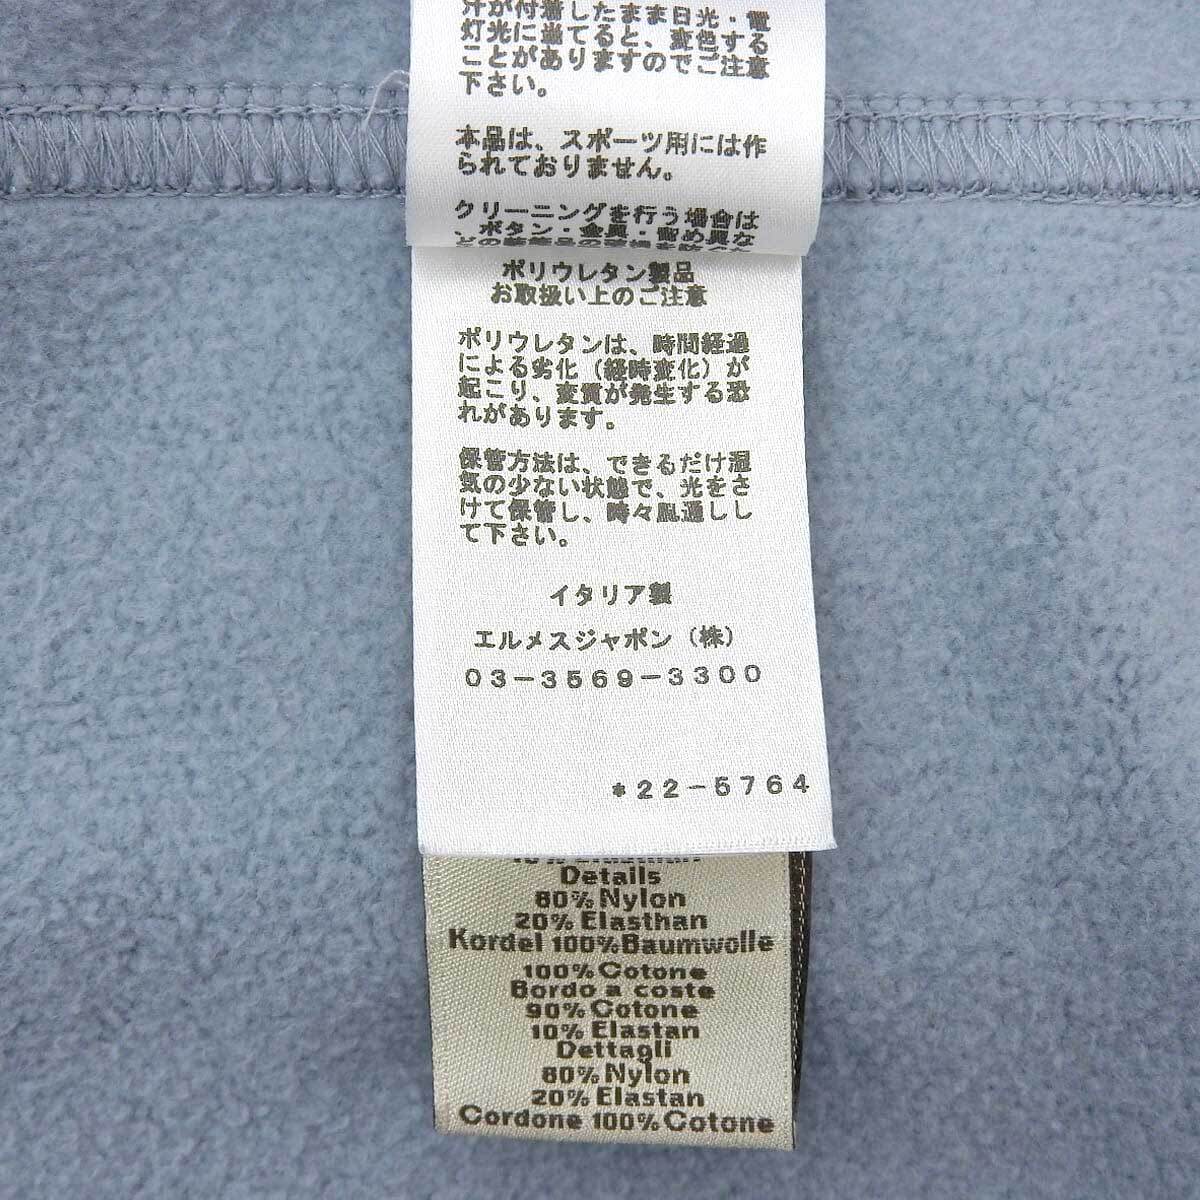 汗が付着したまま日光・電
灯光に当てると、変色する
ことがありますのでご注意
下さい。
本品は、スポーツ用には作
られておりません。
クリーニングを行う場合は
、ボタン・金具・留め具な
ポリウレタン製品
お取扱い上のご注意
ポリウレタンは、時間経過
による劣化（経時変化）が
起こり、変質が発生する恐
れがあります。
保管方法は、できるだけ湿
気の少ない状態で、光をさ
けて保管し、時々風通しし
て下さい。
イタリア製
エルメスジャポン（株）
03-3569-3300
*22-5764
10% Elasthan
Details
80% Nylon
20% Elasthan
Kordel 100% Baumwolle
100% Cotone
Bordo a coste
90% Cotone
10% Elastan
Dettagli
80% Nylon
20% Elastan
Cordone 100% Cotone